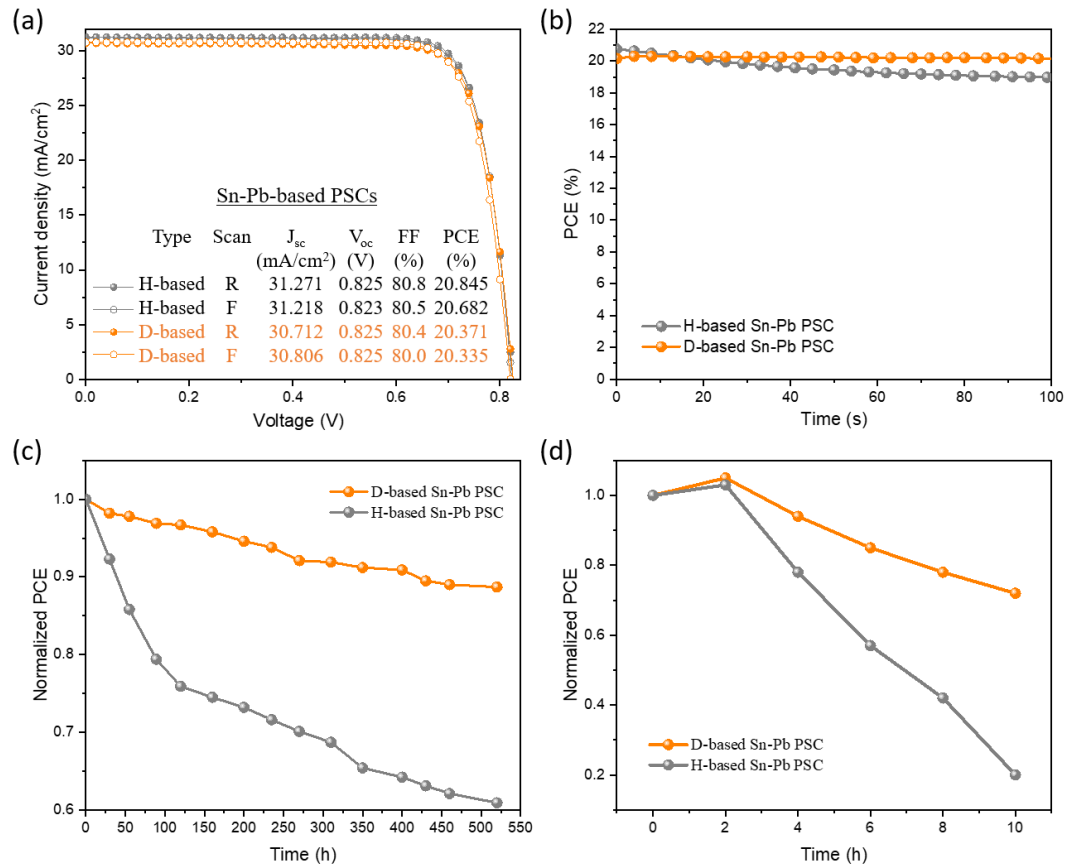 (a)
Current density (mA/cm²)
30
25
20
15
10
5
0
0.0 0.2 0.4 0.6 0.8
Voltage (V)
Sn-Pb-based PSCs
Type Scan Jsc Voc FF PCE
(mA/cm²) (V) (%) (%)
H-based R 31.271 0.825 80.8 20.845
H-based F 31.218 0.823 80.5 20.682
D-based R 30.712 0.825 80.4 20.371
D-based F 30.806 0.825 80.0 20.335
(b)
PCE (%)
22
20
18
16
14
12
10
8
6
4
2
0
0 20 40 60 80 100
Time (s)
H-based Sn-Pb PSC
D-based Sn-Pb PSC
(c)
Normalized PCE
1.0
0.9
0.8
0.7
0.6
0 50 100 150 200 250 300 350 400 450 500 550
Time (h)
D-based Sn-Pb PSC
H-based Sn-Pb PSC
(d)
Normalized PCE
1.0
0.8
0.6
0.4
0.2
0 2 4 6 8 10
Time (h)
D-based Sn-Pb PSC
H-based Sn-Pb PSC